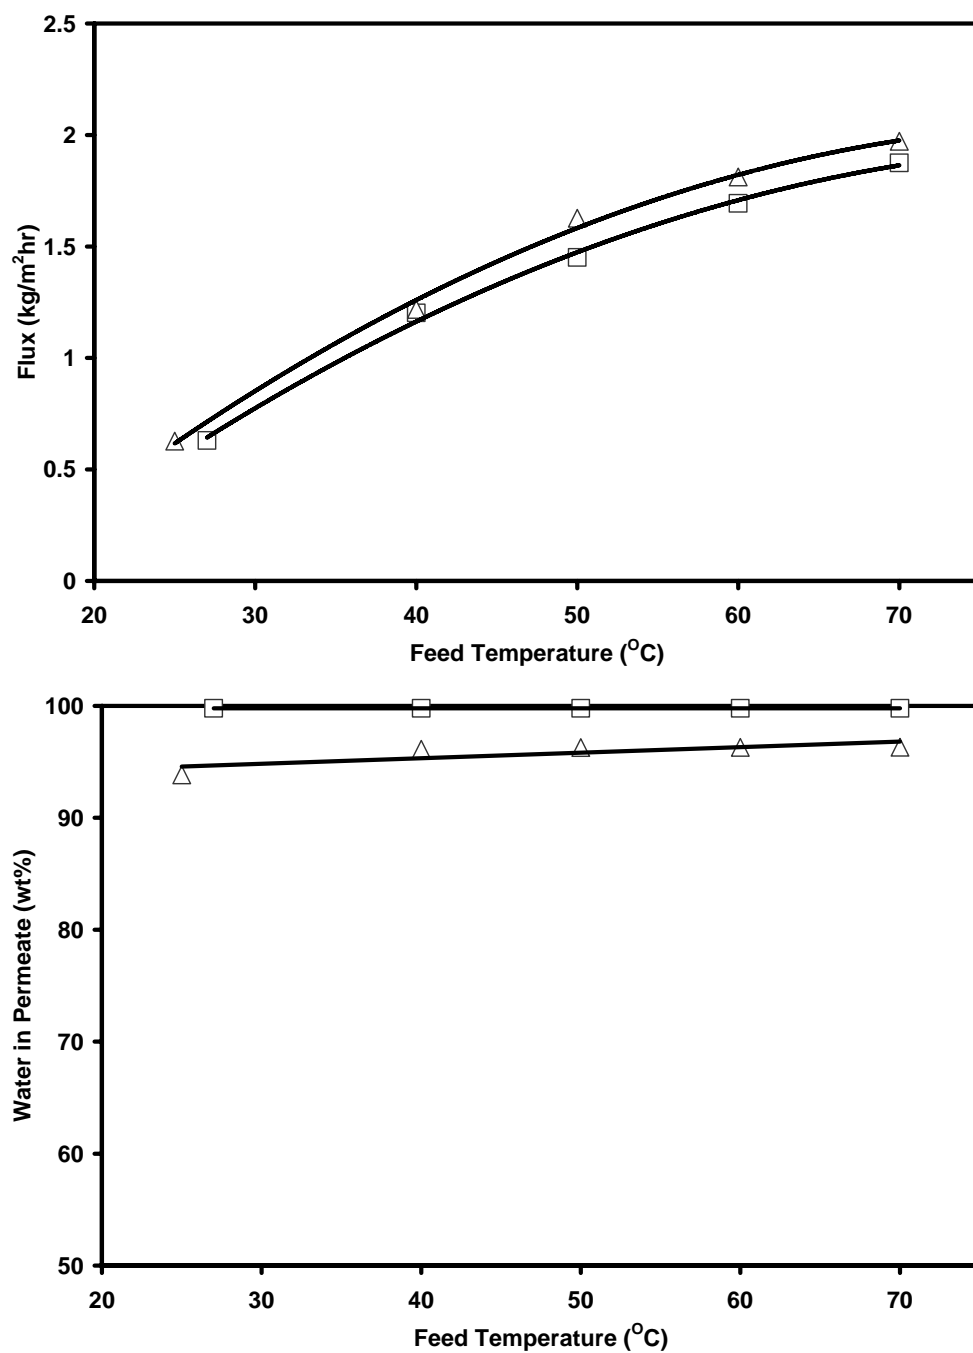 2.5
2
1.5
1
0.5
0
Flux (kg/m²hr)
20 30 40 50 60 70
Feed Temperature (ᴼC)
100
90
80
70
60
50
Water in Permeate (wt%)
20 30 40 50 60 70
Feed Temperature (ᴼC)